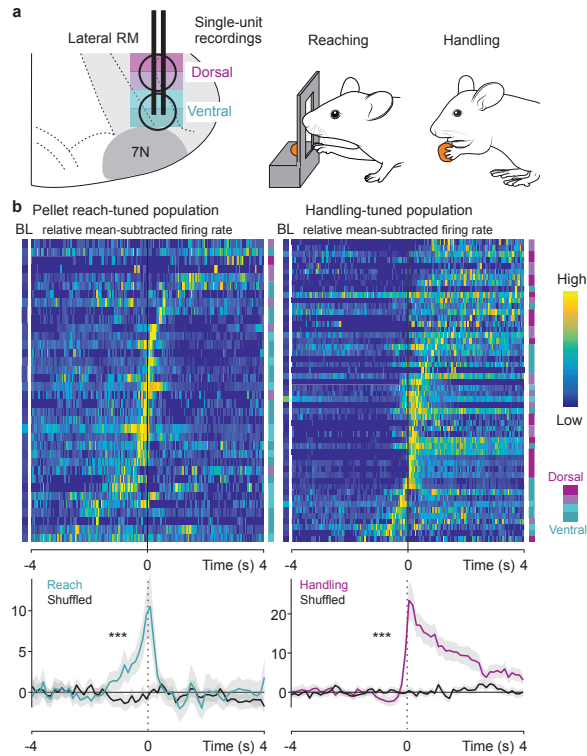 a
Lateral RM
Single-unit
recordings
Dorsal
Ventral
7N
Reaching
Handling
b
Pellet reach-tuned population
Handling-tuned population
BL relative mean-subtracted firing rate
BL relative mean-subtracted firing rate
High
Low
Dorsal
Ventral
-4 0 Time (s) 4
-4 0 Time (s) 4
Reach
Shuffled
***
10
5
0
-4 0 Time (s) 4
Handling
Shuffled
***
30
20
10
0
-4 0 Time (s) 4